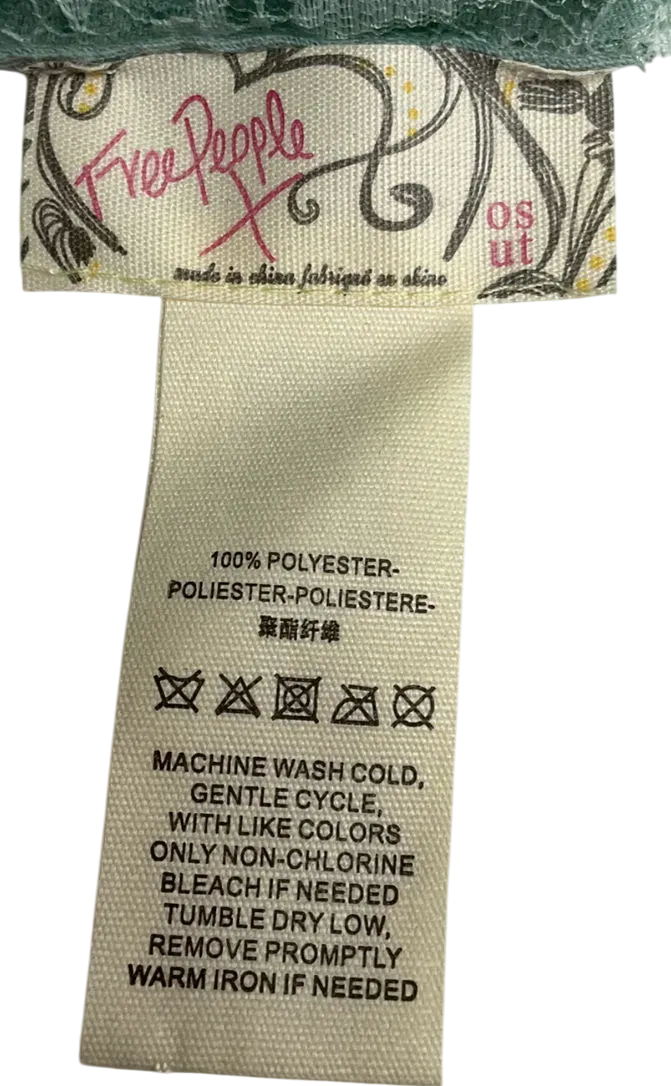 Free People
X
os
ut
made in china fabriqué en chine
100% POLYESTER-
POLIESTER-POLIESTERE-
聚酯纤维
MACHINE WASH COLD,
GENTLE CYCLE,
WITH LIKE COLORS
ONLY NON-CHLORINE
BLEACH IF NEEDED
TUMBLE DRY LOW,
REMOVE PROMPTLY
WARM IRON IF NEEDED